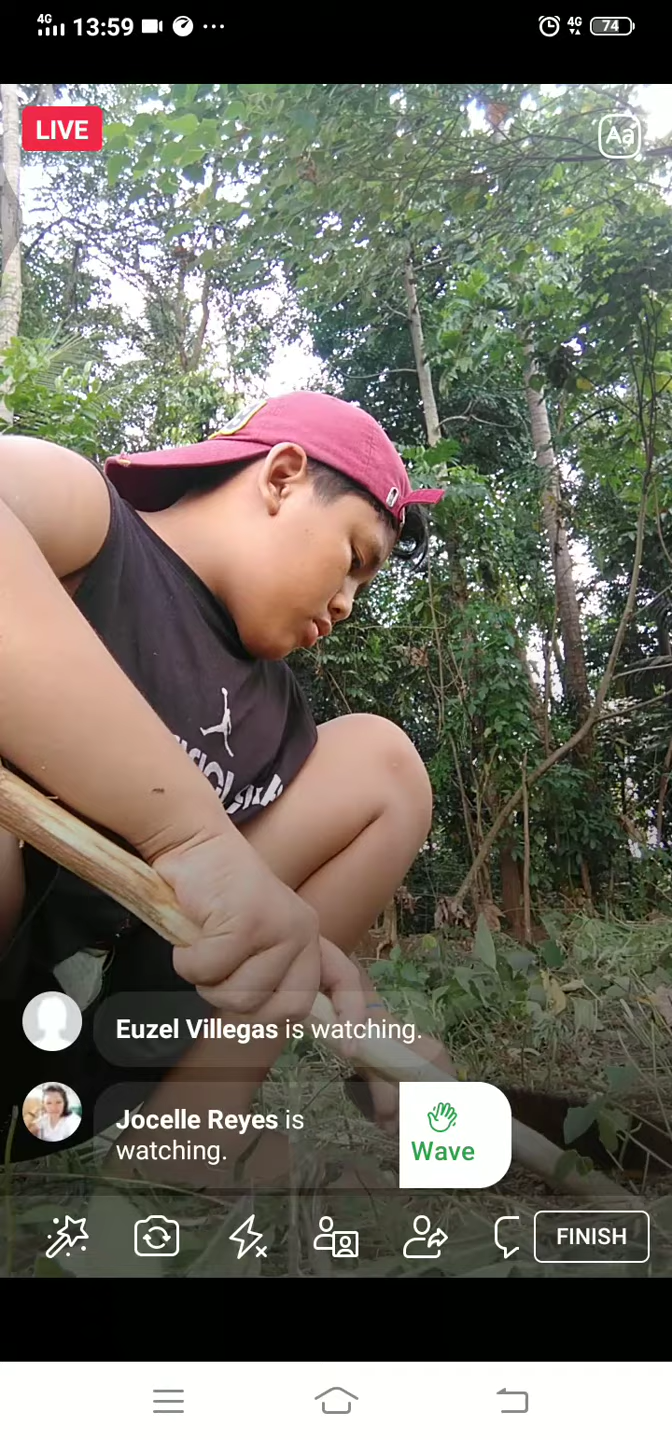 4G 13:59 4G 74
LIVE
Aa
Euzel Villegas is watching.
Jocelle Reyes is
watching.
Wave
FINISH